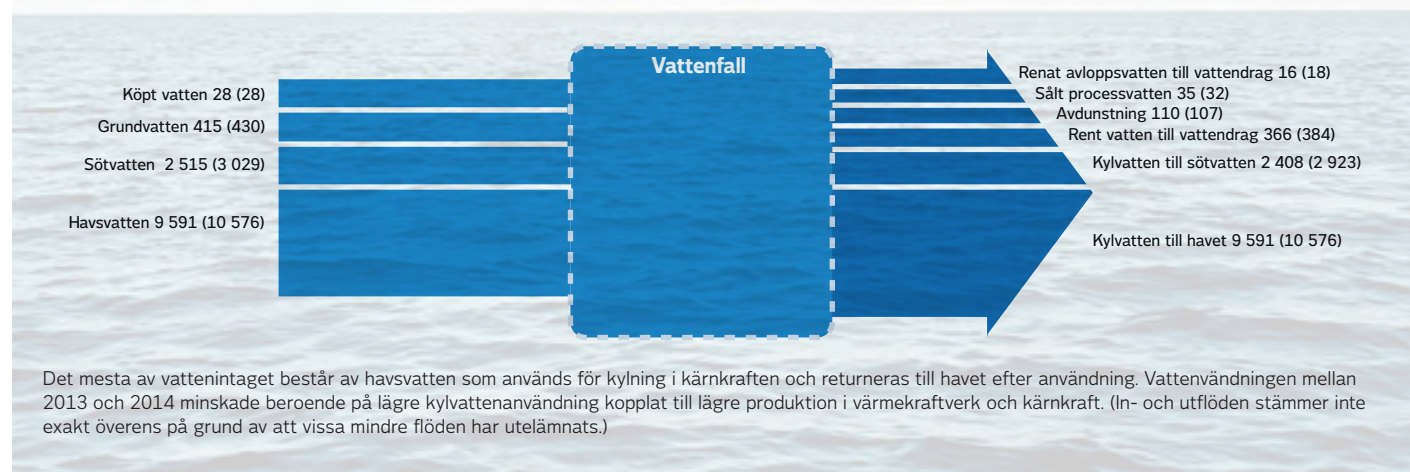 Vattenfall
Köpt vatten 28 (28)
Grundvatten 415 (430)
Sötvatten 2 515 (3 029)
Havsvatten 9 591 (10 576)
Renat avloppsvatten till vattendrag 16 (18)
Sålt processvatten 35 (32)
Avdunstning 110 (107)
Rent vatten till vattendrag 366 (384)
Kylvatten till sötvatten 2 408 (2 923)
Kylvatten till havet 9 591 (10 576)
Det mesta av vattenintaget består av havsvatten som används för kylning i kärnkraften och returneras till havet efter användning. Vattenvändningen mellan
2013 och 2014 minskade beroende på lägre kylvattenanvändning kopplat till lägre produktion i värmekraftverk och kärnkraft. (In- och utflöden stämmer inte
exakt överens på grund av att vissa mindre flöden har utelämnats.)